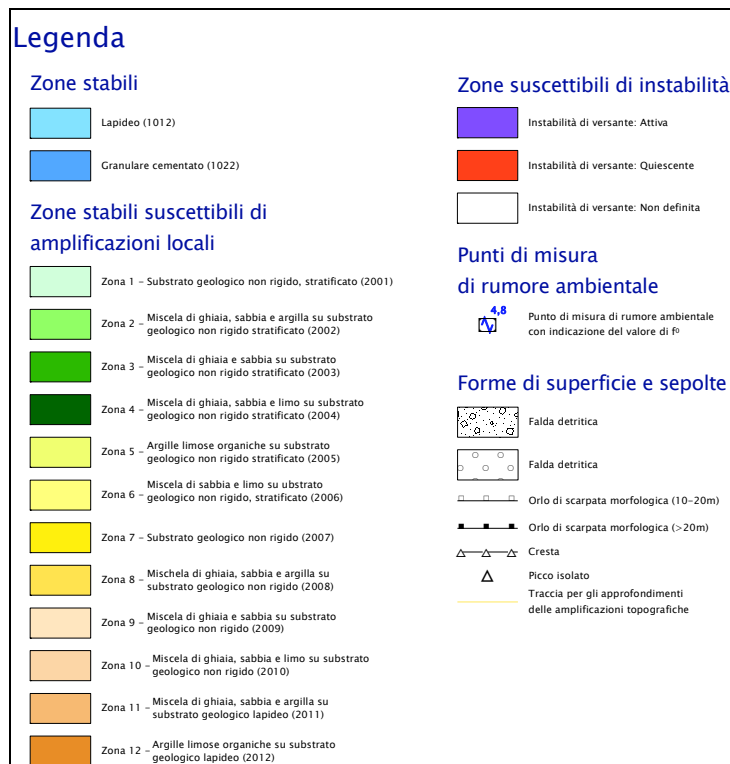 Legenda
Zone stabili
Lapideo (1012)
Granulare cementato (1022)
Zone stabili suscettibili di
amplificazioni locali
Zona 1 – Substrato geologico non rigido, stratificato (2001)
Zona 2 – Miscela di ghiaia, sabbia e argilla su substrato
geologico non rigido stratificato (2002)
Zona 3 – Miscela di ghiaia e sabbia su substrato
geologico non rigido stratificato (2003)
Zona 4 – Miscela di ghiaia, sabbia e limo su substrato
geologico non rigido stratificato (2004)
Zona 5 – Argille limose organiche su substrato
geologico non rigido stratificato (2005)
Zona 6 – Miscela di sabbia e limo su ubstrato
geologico non rigido, stratificato (2006)
Zona 7 – Substrato geologico non rigido (2007)
Zona 8 – Mischela di ghiaia, sabbia e argilla su
substrato geologico non rigido (2008)
Zona 9 – Miscela di ghiaia e sabbia su substrato
geologico non rigido (2009)
Zona 10 – Miscela di ghiaia, sabbia e limo su substrato
geologico non rigido (2010)
Zona 11 – Miscela di ghiaia, sabbia e argilla su
substrato geologico lapideo (2011)
Zona 12 – Argille limose organiche su substrato
geologico lapideo (2012)
Zone suscettibili di instabilità
Instabilità di versante: Attiva
Instabilità di versante: Quiescente
Instabilità di versante: Non definita
Punti di misura
di rumore ambientale
4,8
Punto di misura di rumore ambientale
con indicazione del valore di f⁰
Forme di superficie e sepolte
Falda detritica
Falda detritica
Orlo di scarpata morfologica (10–20m)
Orlo di scarpata morfologica (>20m)
Cresta
Picco isolato
Traccia per gli approfondimenti
delle amplificazioni topografiche